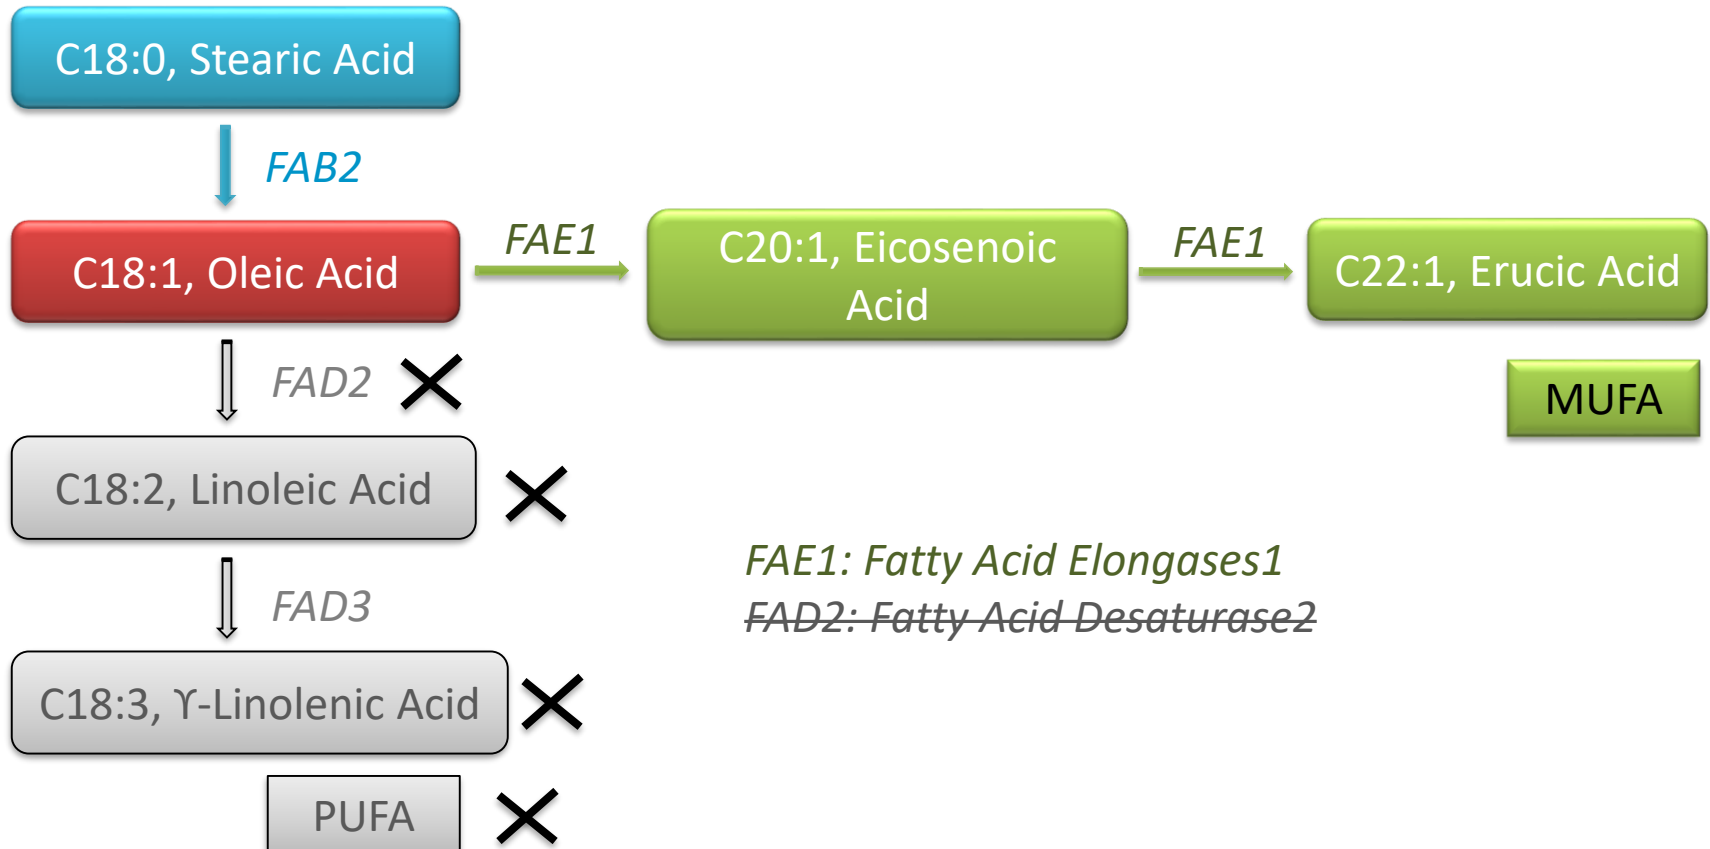 C18:0, Stearic Acid
FAB2
C18:1, Oleic Acid
FAE1
C20:1, Eicosenoic
Acid
FAE1
C22:1, Erucic Acid
FAD2
MUFA
C18:2, Linoleic Acid
FAE1: Fatty Acid Elongases1
FAD2: Fatty Acid Desaturase2
FAD3
C18:3, ϒ-Linolenic Acid
PUFA